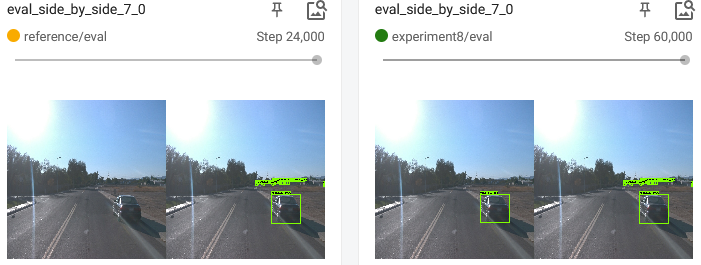 eval_side_by_side_7_0
reference/eval
Step 24,000
eval_side_by_side_7_0
experiment8/eval
Step 60,000